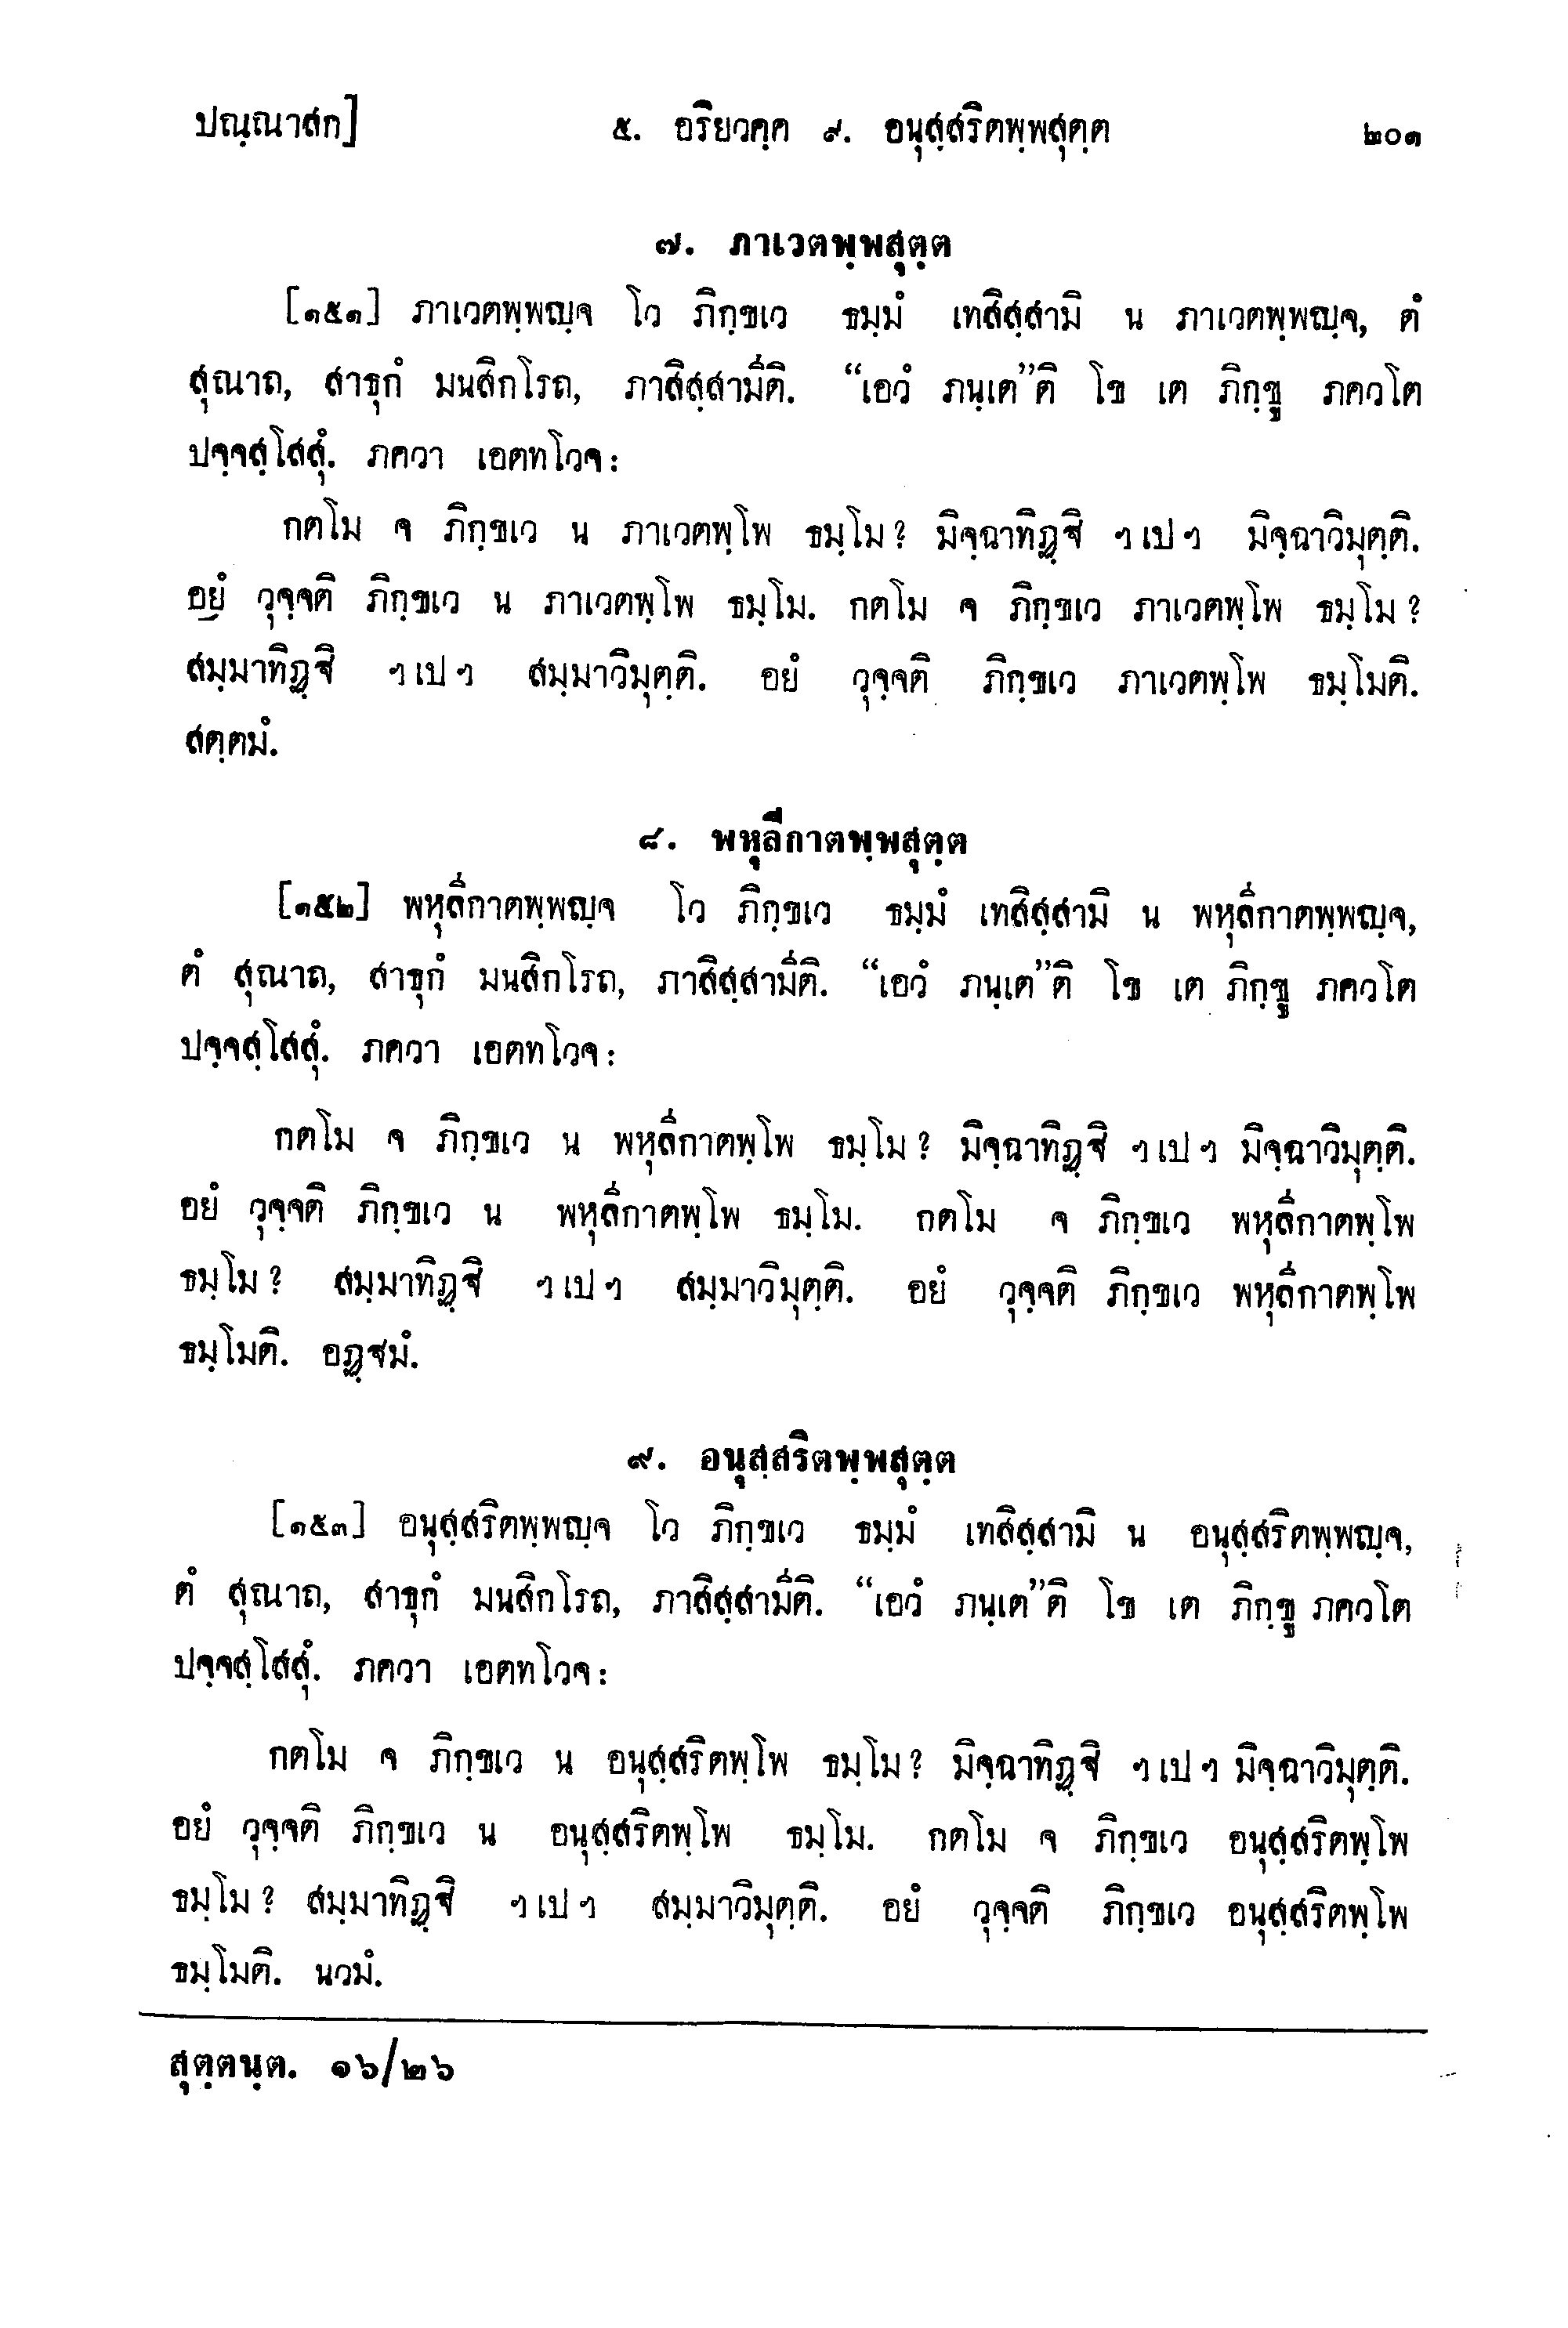 ปณฺณาสก] ๕. อริยวคฺค ๙. อนุสฺสริตพฺพสุตฺต ๒๐๑
๗. ภาเวตพฺพสุตฺต
[๑๕๑] ภาเวตพฺพญฺจ โว ภิกฺขเว ธมฺมํ เทสิสฺสามิ น ภาเวตพฺพญฺจ, ตํ
สุณาถ, สาธุกํ มนสิกโรถ, ภาสิสฺสามีติ. “เอวํ ภนฺเต”ติ โข เต ภิกฺขู ภควโต
ปจฺจสฺโสสุํ. ภควา เอตทโวจ:
กตโม จ ภิกฺขเว น ภาเวตพฺโพ ธมฺโม? มิจฺฉาทิฏฺฐิ ฯเปฯ มิจฺฉาวิมุตฺติ.
อยํ วุจฺจติ ภิกฺขเว น ภาเวตพฺโพ ธมฺโม. กตโม จ ภิกฺขเว ภาเวตพฺโพ ธมฺโม?
สมฺมาทิฏฺฐิ ฯเปฯ สมฺมาวิมุตฺติ. อยํ วุจฺจติ ภิกฺขเว ภาเวตพฺโพ ธมฺโมติ.
สตฺตมํ.
๘. พหุลีกาตพฺพสุตฺต
[๑๕๒] พหุลีกาตพฺพญฺจ โว ภิกฺขเว ธมฺมํ เทสิสฺสามิ น พหุลีกาตพฺพญฺจ,
ตํ สุณาถ, สาธุกํ มนสิกโรถ, ภาสิสฺสามีติ. “เอวํ ภนฺเต”ติ โข เต ภิกฺขู ภควโต
ปจฺจสฺโสสุํ. ภควา เอตทโวจ:
กตโม จ ภิกฺขเว น พหุลีกาตพฺโพ ธมฺโม? มิจฺฉาทิฏฺฐิ ฯเปฯ มิจฺฉาวิมุตฺติ.
อยํ วุจฺจติ ภิกฺขเว น พหุลีกาตพฺโพ ธมฺโม. กตโม จ ภิกฺขเว พหุลีกาตพฺโพ
ธมฺโม? สมฺมาทิฏฺฐิ ฯเปฯ สมฺมาวิมุตฺติ. อยํ วุจฺจติ ภิกฺขเว พหุลีกาตพฺโพ
ธมฺโมติ. อฏฺฐมํ.
๙. อนุสฺสริตพฺพสุตฺต
[๑๕๓] อนุสฺสริตพฺพญฺจ โว ภิกฺขเว ธมฺมํ เทสิสฺสามิ น อนุสฺสริตพฺพญฺจ,
ตํ สุณาถ, สาธุกํ มนสิกโรถ, ภาสิสฺสามีติ. “เอวํ ภนฺเต”ติ โข เต ภิกฺขู ภควโต
ปจฺจสฺโสสุํ. ภควา เอตทโวจ:
กตโม จ ภิกฺขเว น อนุสฺสริตพฺโพ ธมฺโม? มิจฺฉาทิฏฺฐิ ฯเปฯ มิจฺฉาวิมุตฺติ.
อยํ วุจฺจติ ภิกฺขเว น อนุสฺสริตพฺโพ ธมฺโม. กตโม จ ภิกฺขเว อนุสฺสริตพฺโพ
ธมฺโม? สมฺมาทิฏฺฐิ ฯเปฯ สมฺมาวิมุตฺติ. อยํ วุจฺจติ ภิกฺขเว อนุสฺสริตพฺโพ
ธมฺโมติ. นวมํ.
สุตฺตนฺต. ๑๖/๒๖